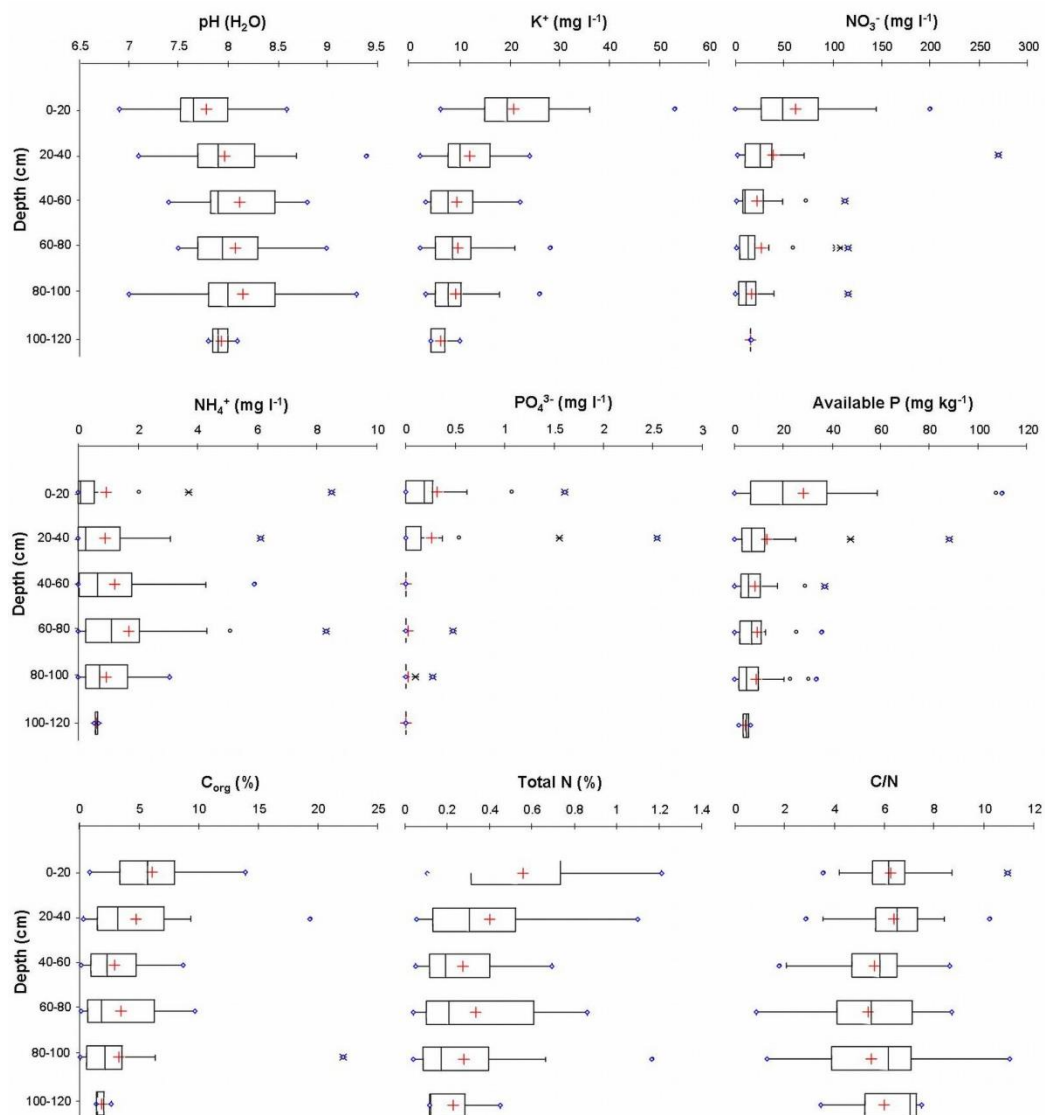 pH (H₂O) K⁺ (mg l⁻¹) NO₃⁻ (mg l⁻¹)
6.5 7 7.5 8 8.5 9 9.5 0 10 20 30 40 50 60 0 50 100 150 200 250 300
Depth (cm)
0-20
20-40
40-60
60-80
80-100
100-120
NH₄⁺ (mg l⁻¹) PO₄³⁻ (mg l⁻¹) Available P (mg kg⁻¹)
0 2 4 6 8 10 0 0.5 1 1.5 2 2.5 3 0 20 40 60 80 100 120
Depth (cm)
0-20
20-40
40-60
60-80
80-100
100-120
C_org (%) Total N (%) C/N
0 5 10 15 20 25 0 0.2 0.4 0.6 0.8 1 1.2 1.4 0 2 4 6 8 10 12
Depth (cm)
0-20
20-40
40-60
60-80
80-100
100-120